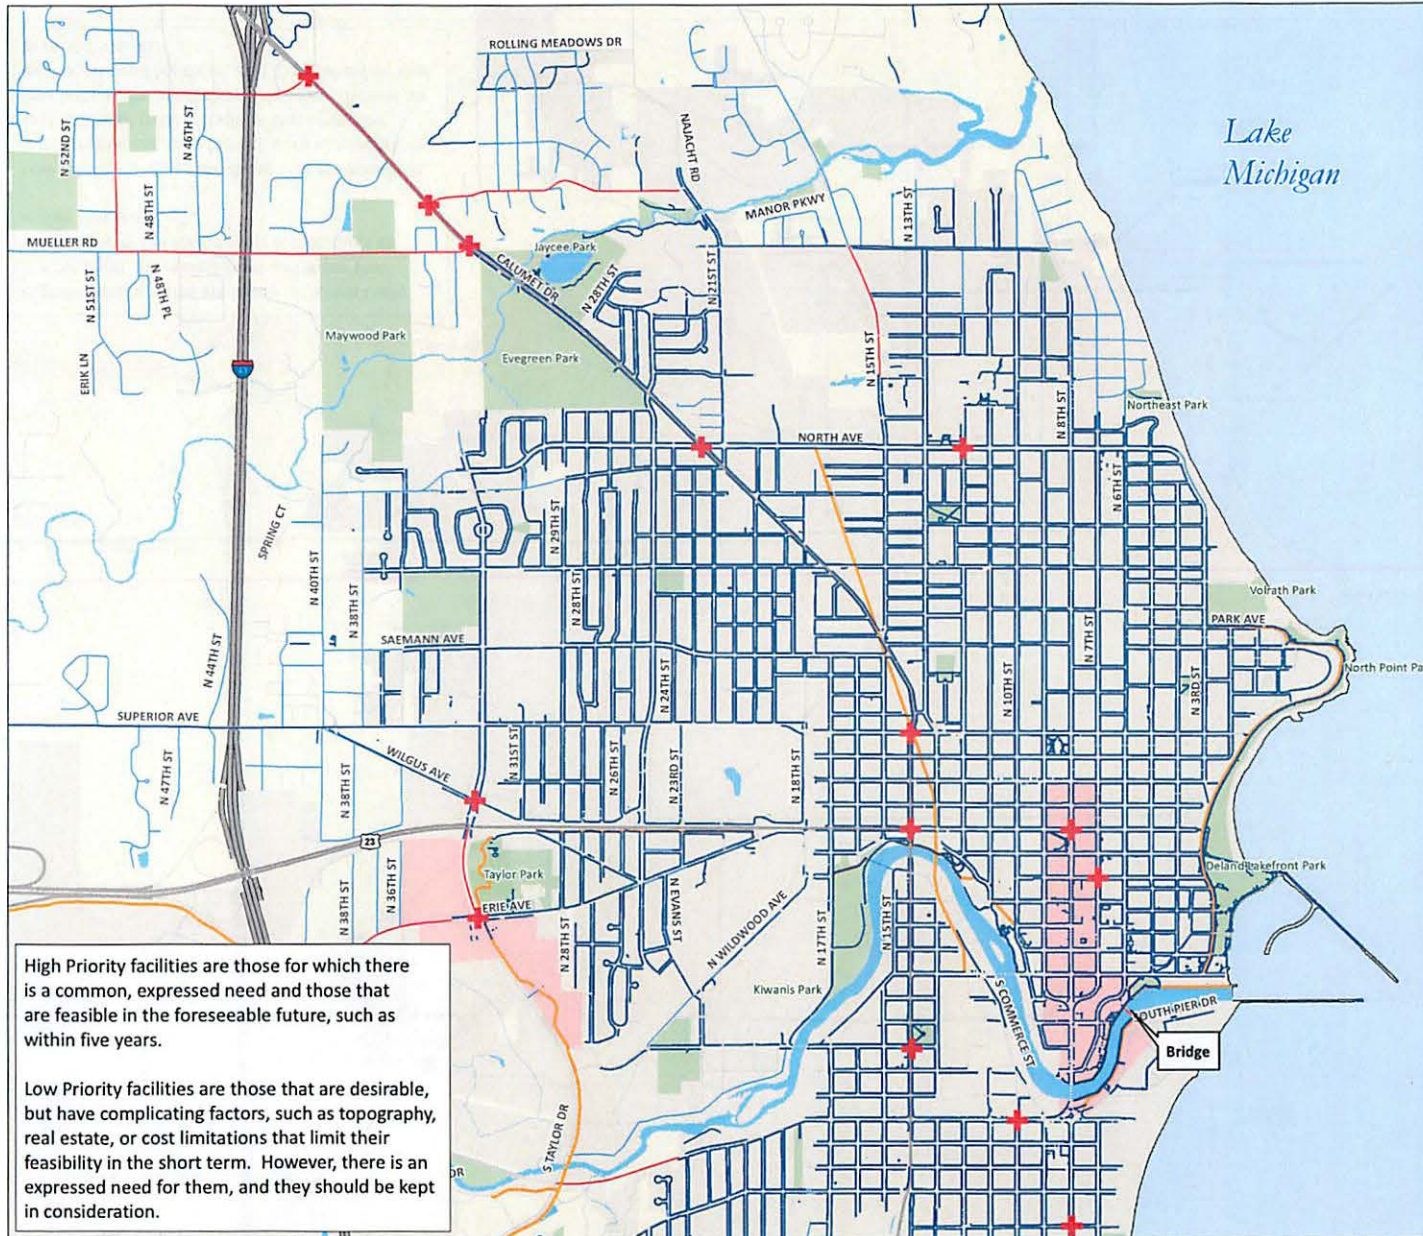 ROLLING MEADOWS DR
Lake
Michigan
N 52ND ST
N 46TH ST
NAJACHT RD
N 48TH ST
MANOR PKWY
N 13TH ST
MUELLER RD
Jaycee Park
CALUMET DR
N 28TH ST
N 21ST ST
N 51ST ST
N 48TH PL
Maywood Park
Evegreen Park
ERIK LN
43
N 15TH ST
Northeast Park
N 8TH ST
NORTH AVE
N 6TH ST
SPRING CT
N 29TH ST
N 40TH ST
N 38TH ST
N 28TH ST
Volrath Park
PARK AVE
SAEMANN AVE
N 7TH ST
N 44TH ST
N 24TH ST
N 10TH ST
N 3RD ST
North Point Pa
SUPERIOR AVE
WILGUS AVE
N 31ST ST
N 26TH ST
N 23RD ST
N 18TH ST
N 47TH ST
N 38TH ST
23
Taylor Park
Deland Lakefront Park
N 38TH ST
N 36TH ST
ERIE AVE
N EVANS ST
N 28TH ST
N WILDWOOD AVE
N 17TH ST
N 15TH ST
Kiwanis Park
S COMMERCE ST
OUTH PIER DR
Bridge
S TAYLOR DR
DR
High Priority facilities are those for which there
is a common, expressed need and those that
are feasible in the foreseeable future, such as
within five years.
Low Priority facilities are those that are desirable,
but have complicating factors, such as topography,
real estate, or cost limitations that limit their
feasibility in the short term. However, there is an
expressed need for them, and they should be kept
in consideration.